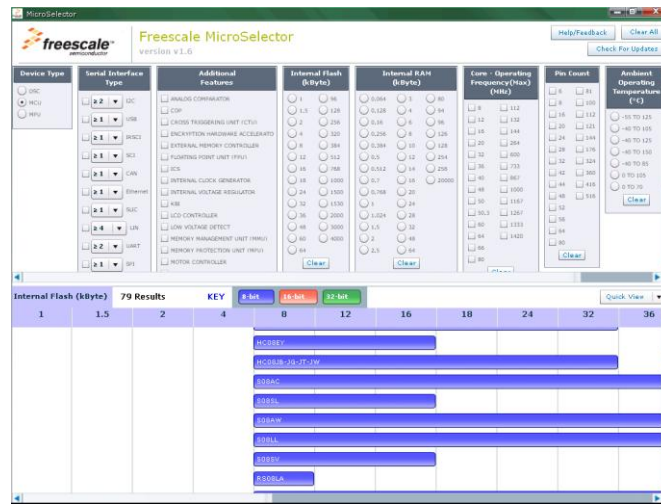 MicroSelector
freescale™
semiconductor
Freescale MicroSelector
version v1.6
Help/Feedback
Clear All
Check For Updates
Device Type
DSC
MCU
MPU
Serial Interface
Type
≥ 2 I2C
≥ 1 USB
≥ 1 BISCI
≥ 1 SCI
≥ 1 CAN
≥ 1 Ethernet
≥ 1 SLIC
≥ 4 LIN
≥ 2 UART
≥ 1 SPI
Additional
Features
ANALOG COMPARATOR
COP
CROSS TRIGGERING UNIT (CTU)
ENCRYPTION HARDWARE ACCELERATO
EXTERNAL MEMORY CONTROLLER
FLOATING POINT UNIT (FPU)
ICS
INTERNAL CLOCK GENERATOR
INTERNAL VOLTAGE REGULATOR
KBI
LCD CONTROLLER
LOW VOLTAGE DETECT
MEMORY MANAGEMENT UNIT (MMU)
MEMORY PROTECTION UNIT (MPU)
MOTOR CONTROLLER
Internal Flash
(kByte)
1 96
1.5 128
2 256
4 320
8 384
12 512
16 768
18 1000
24 1500
32 1530
36 2000
48 3000
60 4000
64
Clear
Internal RAM
(kByte)
0,064 3 80
0,128 4 94
0,16 6 96
0,256 8 126
0,384 10 128
0,5 12 254
0,512 14 256
0,7 16 20000
0,768 20
1 24
1,024 28
1,5 32
2 48
2,5 64
Clear
Core - Operating
Frequency(Max)
(MHz)
8 112
12 132
16 144
20 264
32 600
36 733
40 867
48 1000
50 1167
50,3 1267
60 1333
64 1420
66
80
Clear
Pin Count
6 81
8 100
16 112
20 121
24 144
28 176
32 324
42 360
44 416
48 516
52
56
64
80
Clear
Ambient
Operating
Temparature
(°C)
-55 TO 125
-40 TO 105
-40 TO 125
-40 TO 150
-40 TO 85
0 TO 105
0 TO 70
Clear
Internal Flash (kByte) 79 Results KEY 8-bit 16-bit 32-bit Quick View
1 1.5 2 4 8 12 16 18 24 32 36
HC08EY
HC08JB-JG-JT-JW
S08AC
S08SL
S08AW
S08LL
S08SV
RS08LA